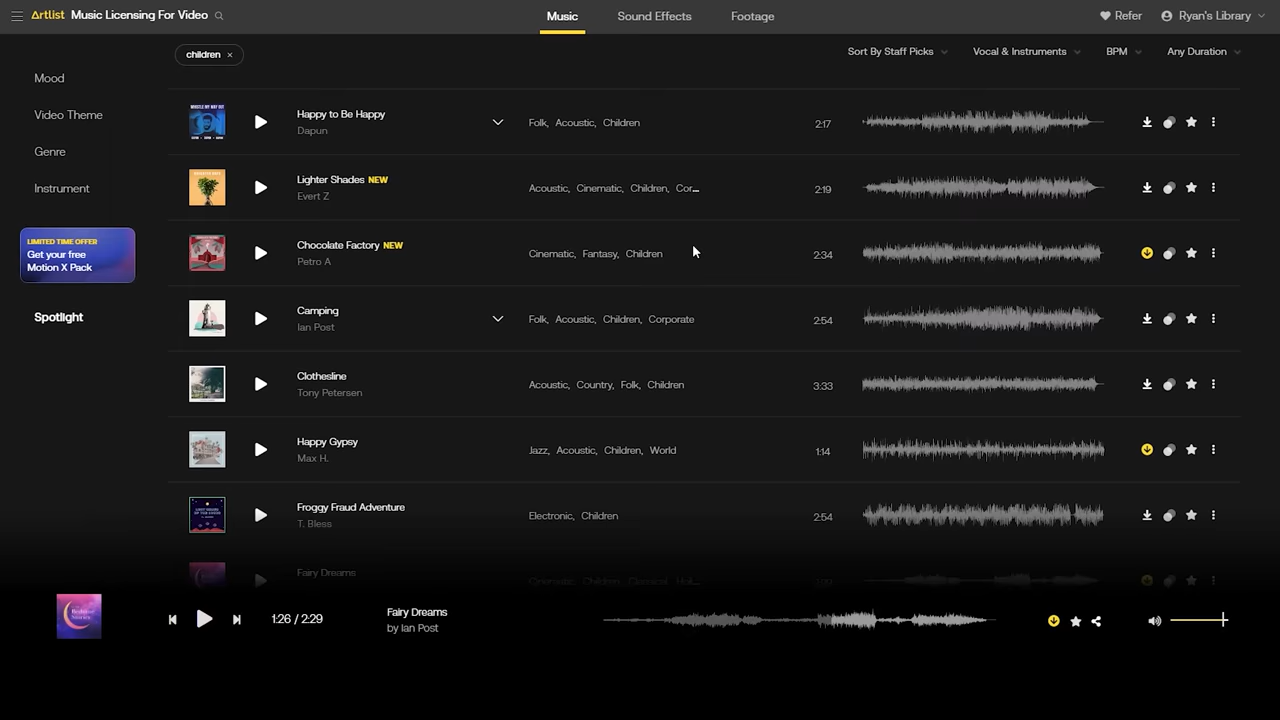 Artlist Music Licensing For Video
Music
Sound Effects
Footage
Refer
Ryan's Library
children ×
Sort By Staff Picks
Vocal & Instruments
BPM
Any Duration
Mood
Video Theme
Genre
Instrument
LIMITED TIME OFFER
Get your free
Motion X Pack
Spotlight
Happy to Be Happy
Dapun
Folk, Acoustic, Children
2:17
Lighter Shades NEW
Evert Z
Acoustic, Cinematic, Children, Cor...
2:19
Chocolate Factory NEW
Petro A
Cinematic, Fantasy, Children
2:34
Camping
Ian Post
Folk, Acoustic, Children, Corporate
2:54
Clothesline
Tony Petersen
Acoustic, Country, Folk, Children
3:33
Happy Gypsy
Max H.
Jazz, Acoustic, Children, World
1:14
Froggy Fraud Adventure
T. Bless
Electronic, Children
2:54
Fairy Dreams
Cinematic, Children, Classical, Hol...
1:26 / 2:29
Fairy Dreams
by Ian Post